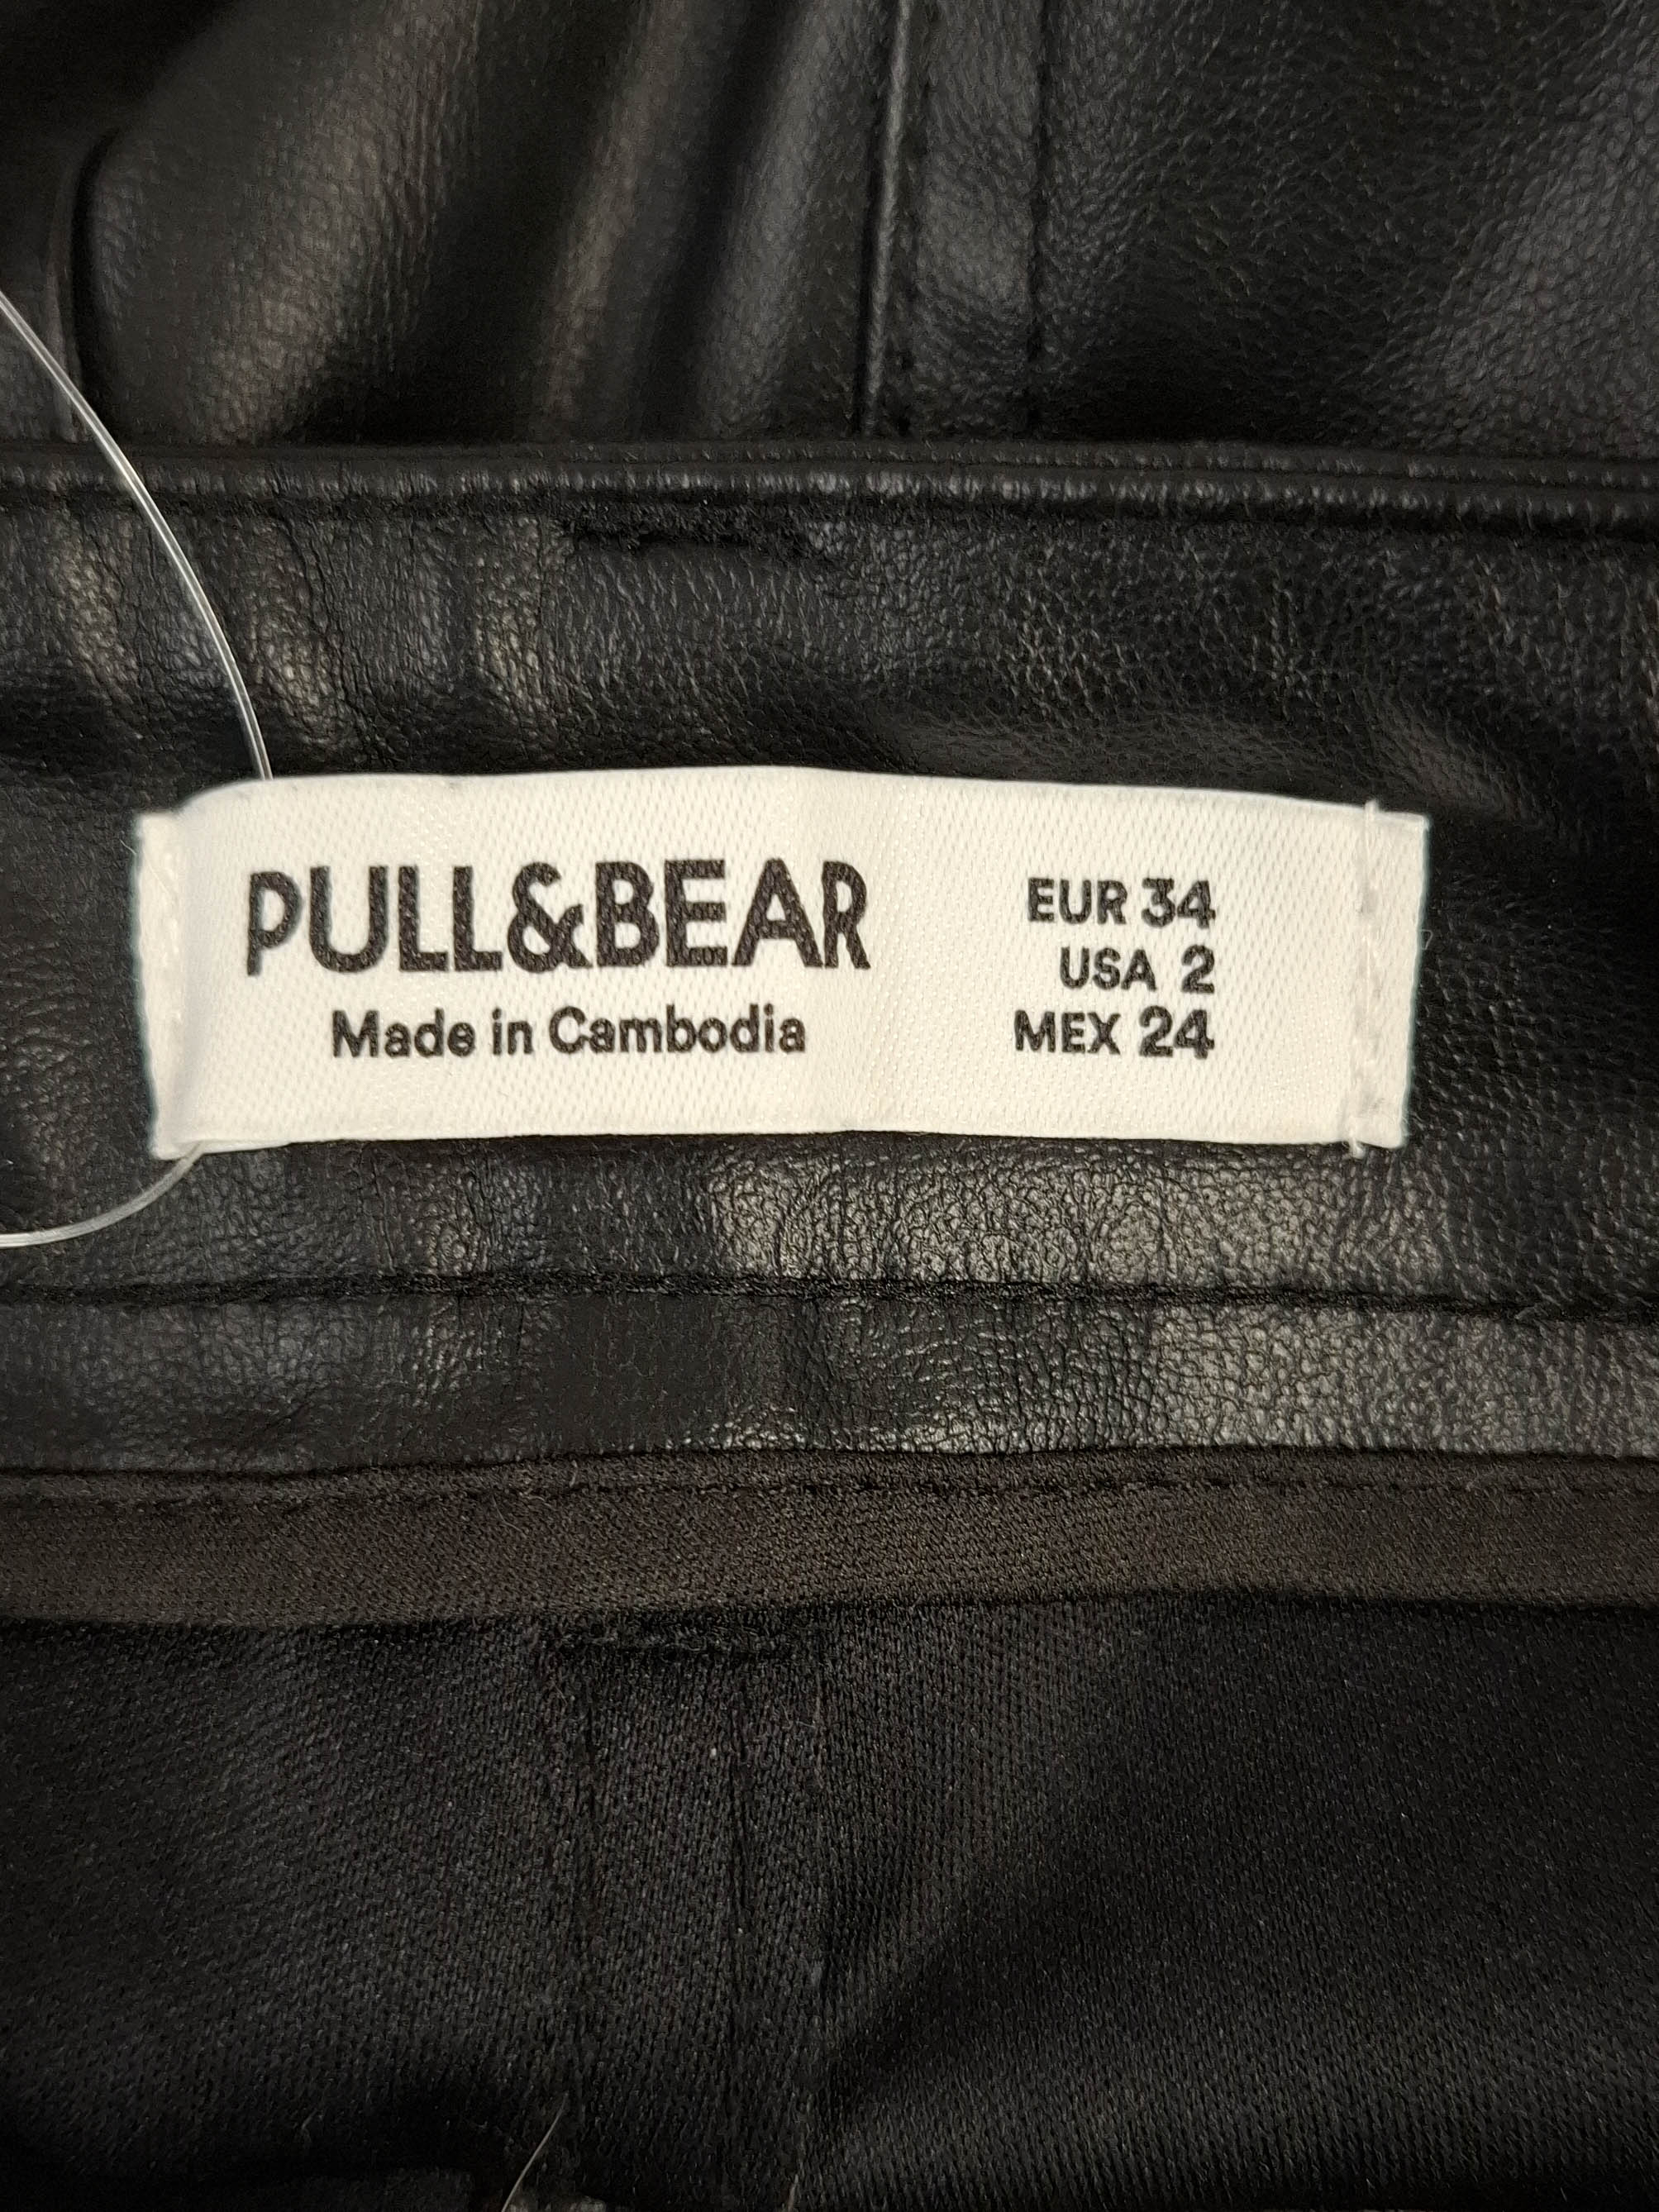 PULL&BEAR
Made in Cambodia
EUR 34
USA 2
MEX 24